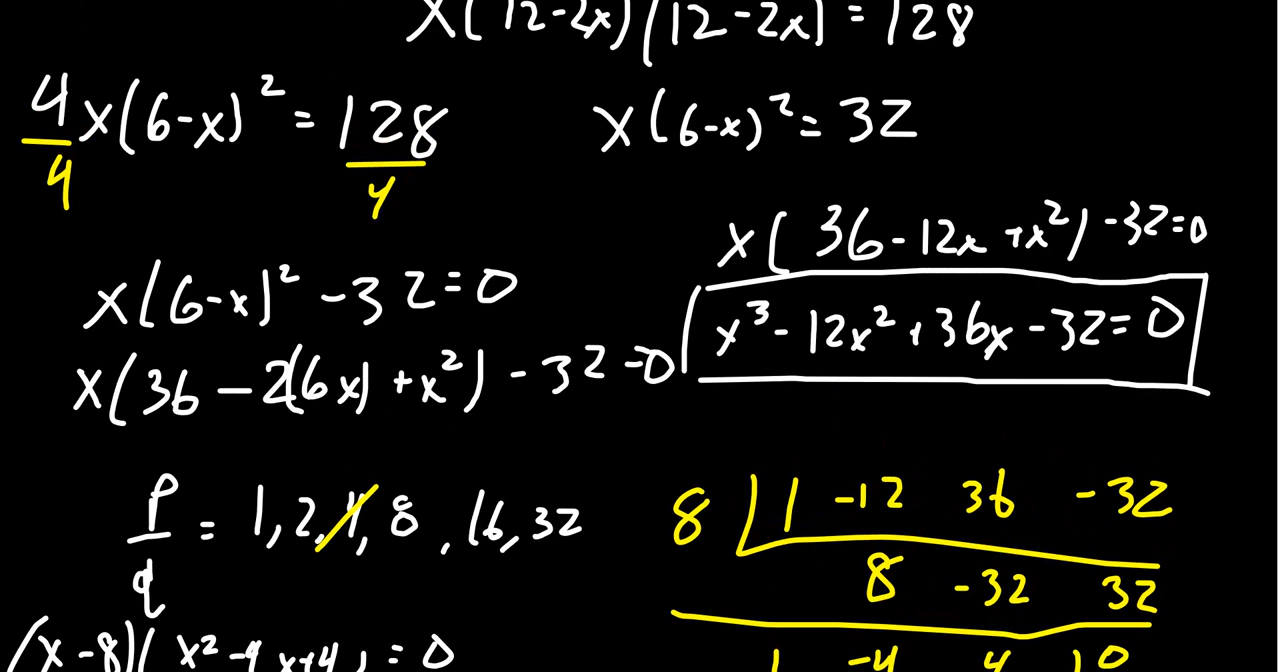 x(12-2x)(12-2x) = 128
4x(6-x)² = 128
4 4
x(6-x)² = 32
x(36-12x+x²)-32=0
x(6-x)² -32=0
x³-12x²+36x-32=0
x(36-2(6x)+x²)-32=0
p/q = 1, 2, 4, 8, 16, 32
8 | 1 -12 36 -32
8 -32 32
1 -4 4 | 0
(x-8)(x²-4x+4) = 0